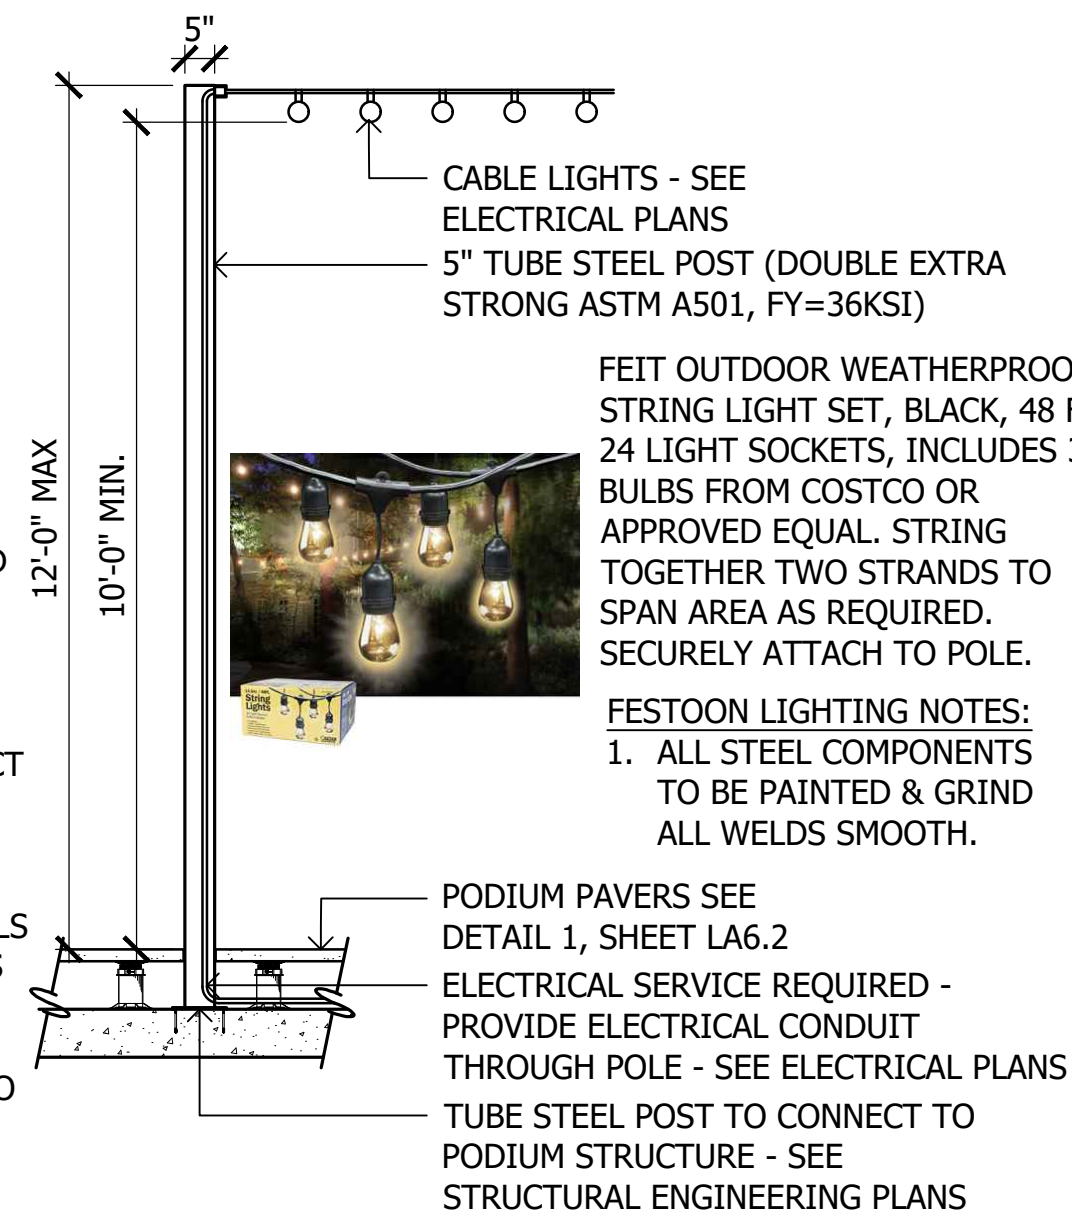 5"
CABLE LIGHTS - SEE
ELECTRICAL PLANS
5" TUBE STEEL POST (DOUBLE EXTRA
STRONG ASTM A501, FY=36KSI)
12'-0" MAX
10'-0" MIN.
FEIT OUTDOOR WEATHERPROO
STRING LIGHT SET, BLACK, 48 F
24 LIGHT SOCKETS, INCLUDES 3
BULBS FROM COSTCO OR
APPROVED EQUAL. STRING
TOGETHER TWO STRANDS TO
SPAN AREA AS REQUIRED.
SECURELY ATTACH TO POLE.
String
Lights
FESTOON LIGHTING NOTES:
1. ALL STEEL COMPONENTS
TO BE PAINTED & GRIND
ALL WELDS SMOOTH.
CT
LS
S
O
PODIUM PAVERS SEE
DETAIL 1, SHEET LA6.2
ELECTRICAL SERVICE REQUIRED -
PROVIDE ELECTRICAL CONDUIT
THROUGH POLE - SEE ELECTRICAL PLANS
TUBE STEEL POST TO CONNECT TO
PODIUM STRUCTURE - SEE
STRUCTURAL ENGINEERING PLANS